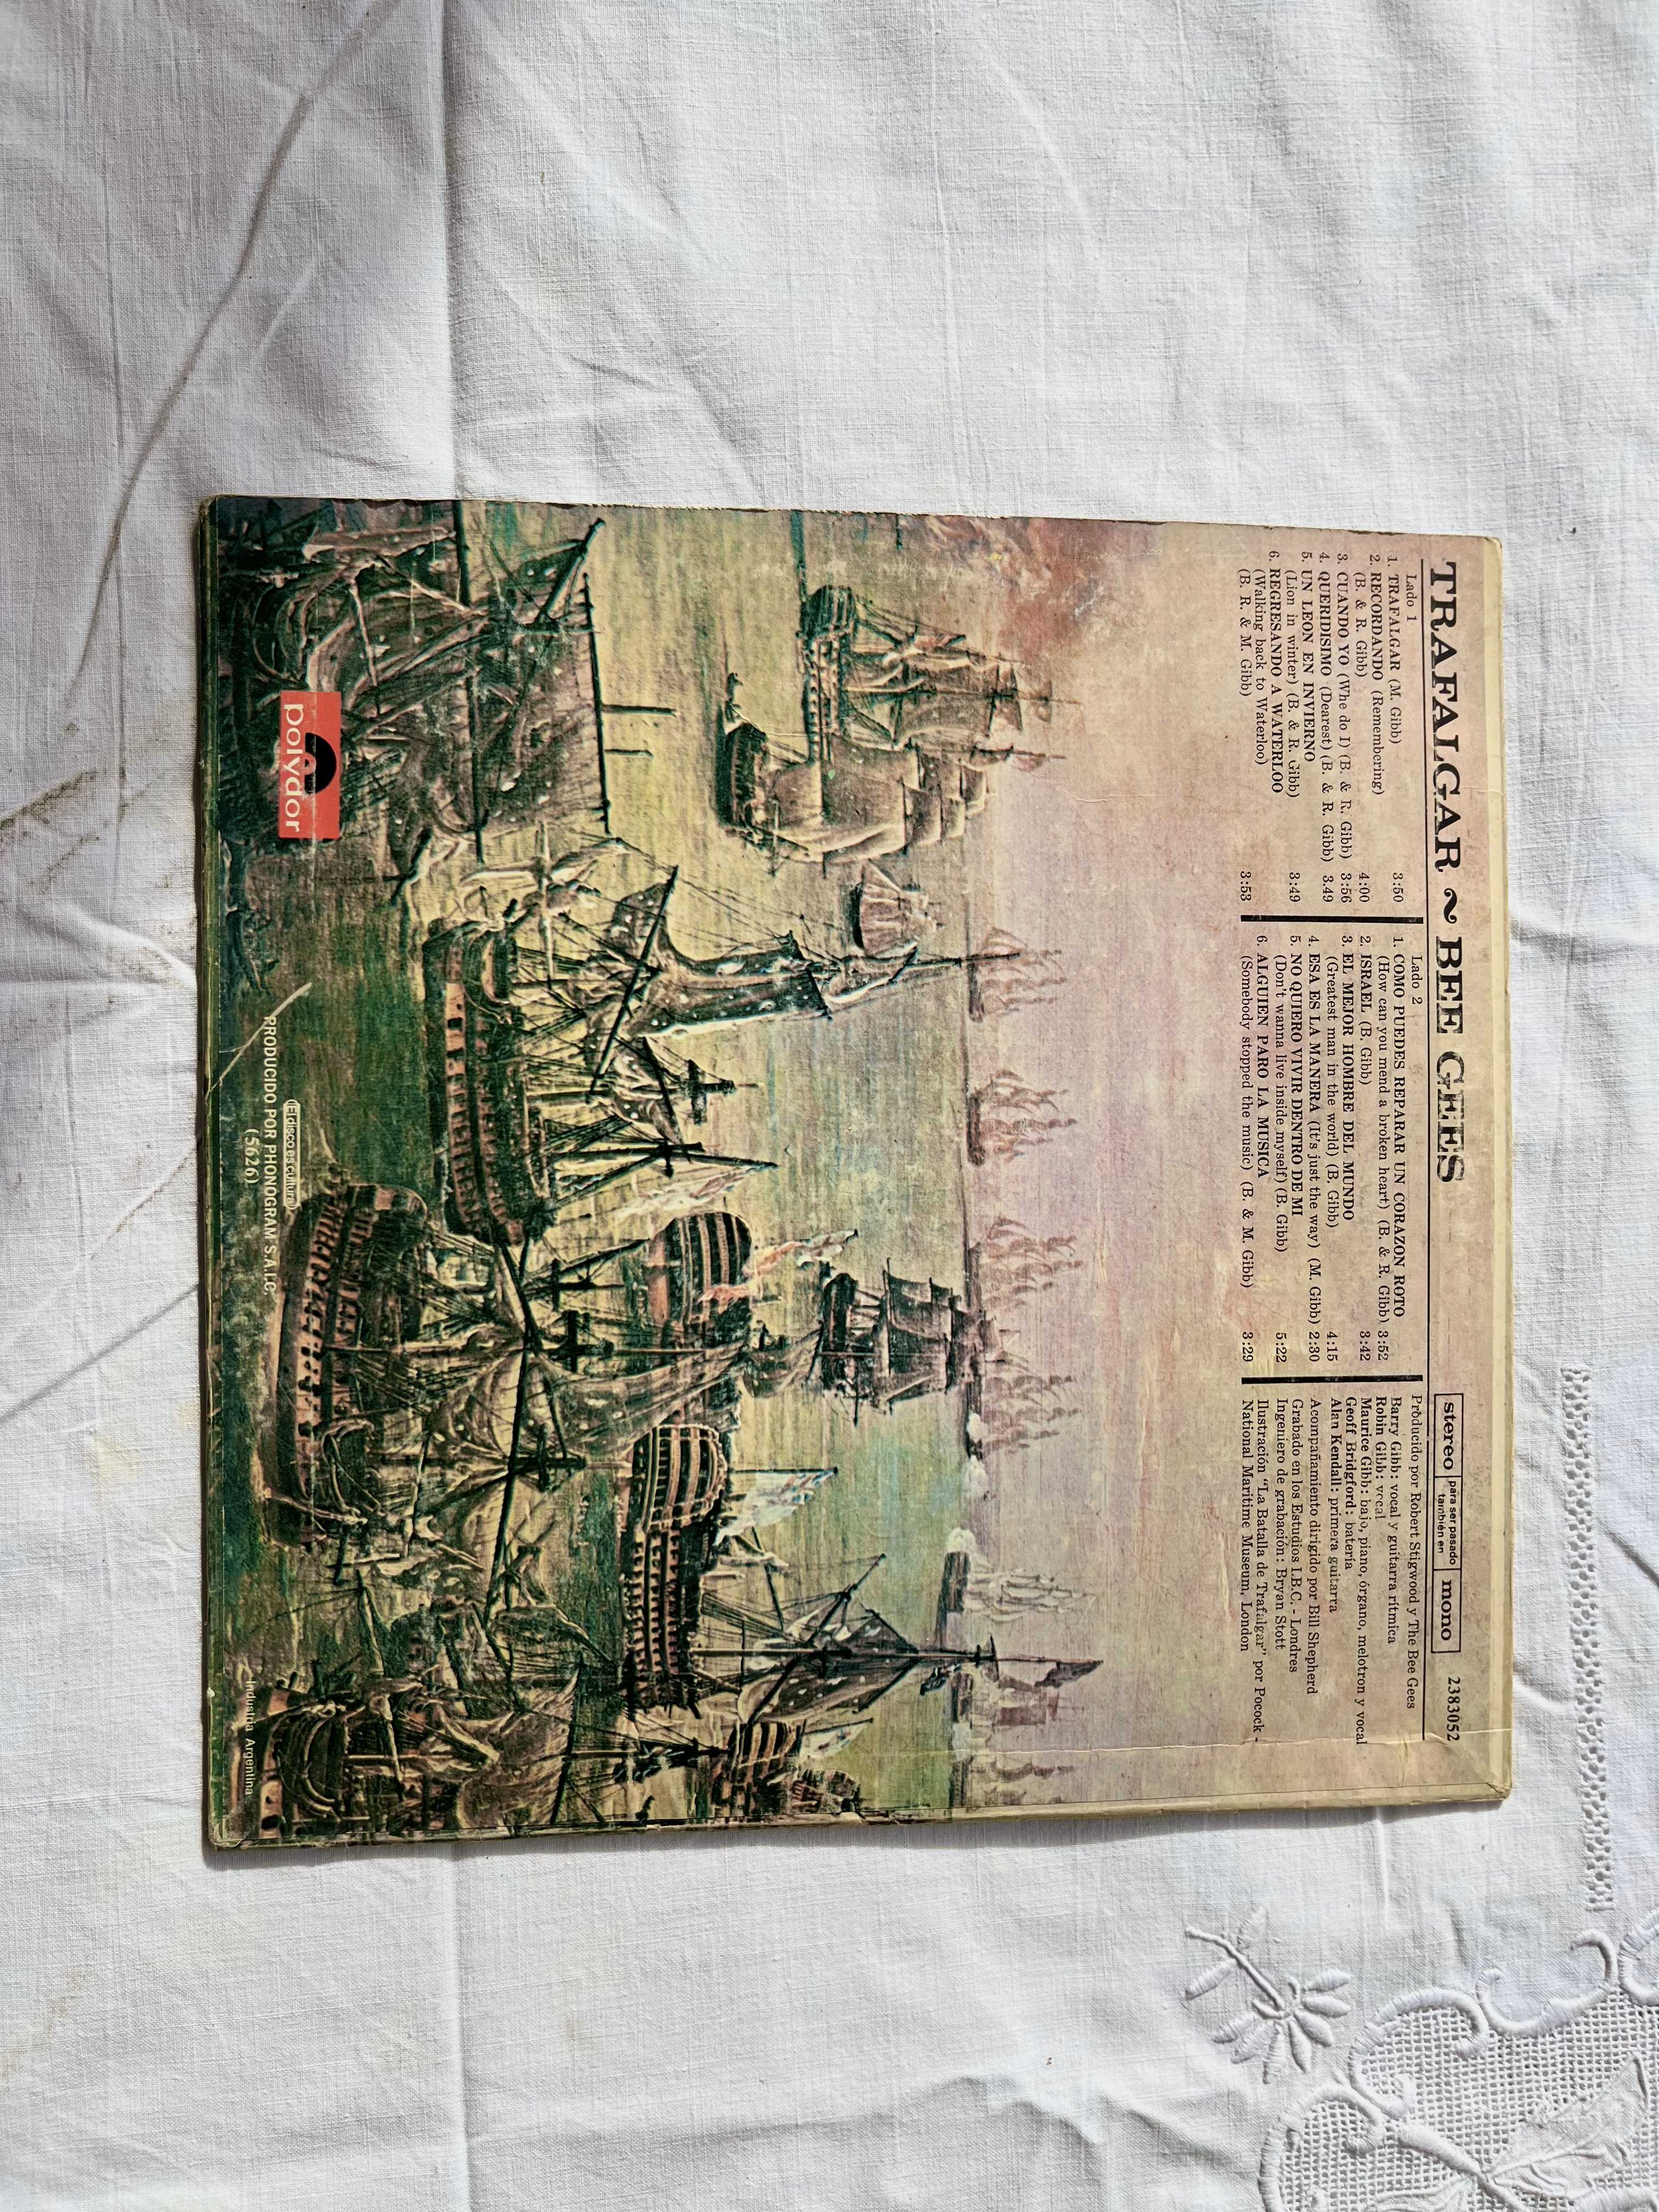 TRAFALGAR ~ BEE GEES
stereo para ser pasado también en mono
2383052
Lado 1
1. TRAFALGAR (M. Gibb) 3:50
2. RECORDANDO (Remembering)
(B. & R. Gibb) 4:00
3. CUANDO YO (Whe do I) (B. & R. Gibb) 3:56
4. QUERIDISIMO (Dearest) (B. & R. Gibb) 3.49
5. UN LEON EN INVIERNO
(Lion in winter) (B. & R. Gibb) 3:49
6. REGRESANDO A WATERLOO
(Walking back to Waterloo)
(B. R. & M. Gibb) 3:53
Lado 2
1. COMO PUEDES REPARAR UN CORAZON ROTO
(How can you mend a broken heart) (B. & R. Gibb) 3:52
2. ISRAEL (B. Gibb) 3:42
3. EL MEJOR HOMBRE DEL MUNDO
(Greatest man in the world) (B. Gibb) 4:15
4. ESA ES LA MANERA (It's just the way) (M. Gibb) 2:30
5. NO QUIERO VIVIR DENTRO DE MI
(Don't wanna live inside myself) (B. Gibb) 5:22
6. ALGUIEN PARO LA MUSICA
(Somebody stopped the music) (B. & M. Gibb) 3:29
Producido por Robert Stigwood y The Bee Gees
Barry Gibb: vocal y guitarra rítmica
Robin Gibb: vocal
Maurice Gibb: bajo, piano, órgano, melotron y vocal
Geoff Bridgford: batería
Alan Kendall: primera guitarra
Acompañamiento dirigido por Bill Shepherd
Grabado en los Estudios I.B.C. - Londres
Ingeniero de grabación: Bryan Stott
Ilustración "La Batalla de Trafalgar" por Pocock -
National Maritime Museum, London
polydor
El disco es cultura
PRODUCIDO POR PHONOGRAM S.A.I.C.
(5626)
Industria Argentina